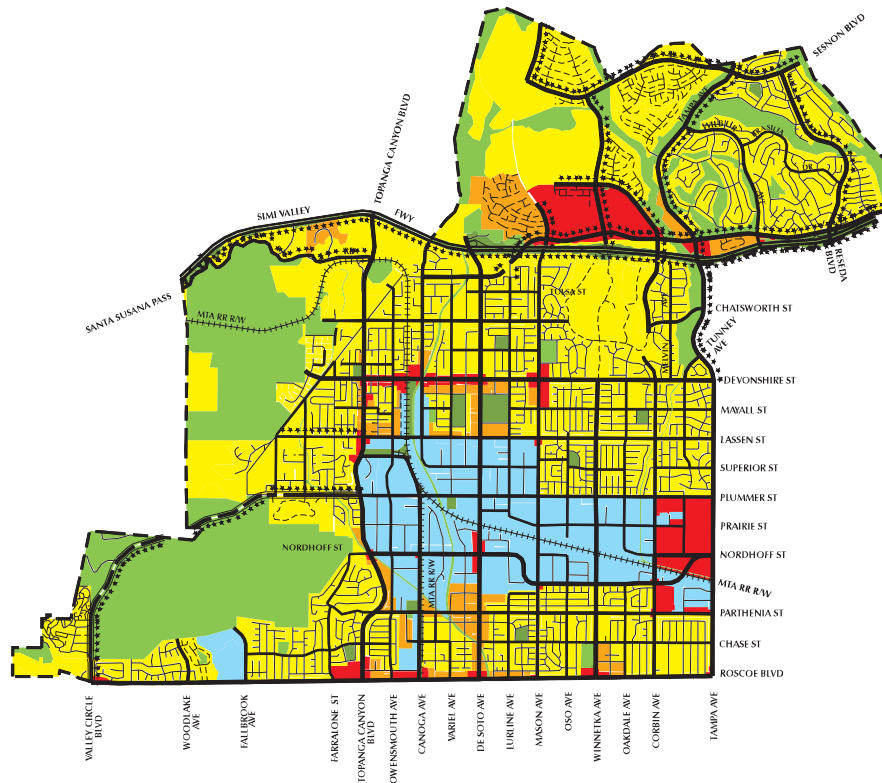 SESNON BLVD
TOPANGA CANYON BLVD
TAMPA AVE
SIMI VALLEY
FWY
RESEDA
BLVD
SANTA SUSANA PASS
MTA RR R/W
TULSA ST
CHATSWORTH ST
TUNNEY
AVE
MELVIN
AVE
DEVONSHIRE ST
MAYALL ST
LASSEN ST
SUPERIOR ST
PLUMMER ST
PRAIRIE ST
NORDHOFF ST
NORDHOFF ST
MTA RR R/W
MTA RR R/W
PARTHENIA ST
CHASE ST
ROSCOE BLVD
VALLEY CIRCLE
BLVD
WOODLAKE
AVE
FALLBROOK
AVE
FARRALONE ST
TOPANGA CANYON
BLVD
OWENSMOUTH AVE
CANOGA AVE
VARIEL AVE
DE SOTO AVE
LURLINE AVE
MASON AVE
OSO AVE
WINNETKA AVE
OAKDALE AVE
CORBIN AVE
TAMPA AVE